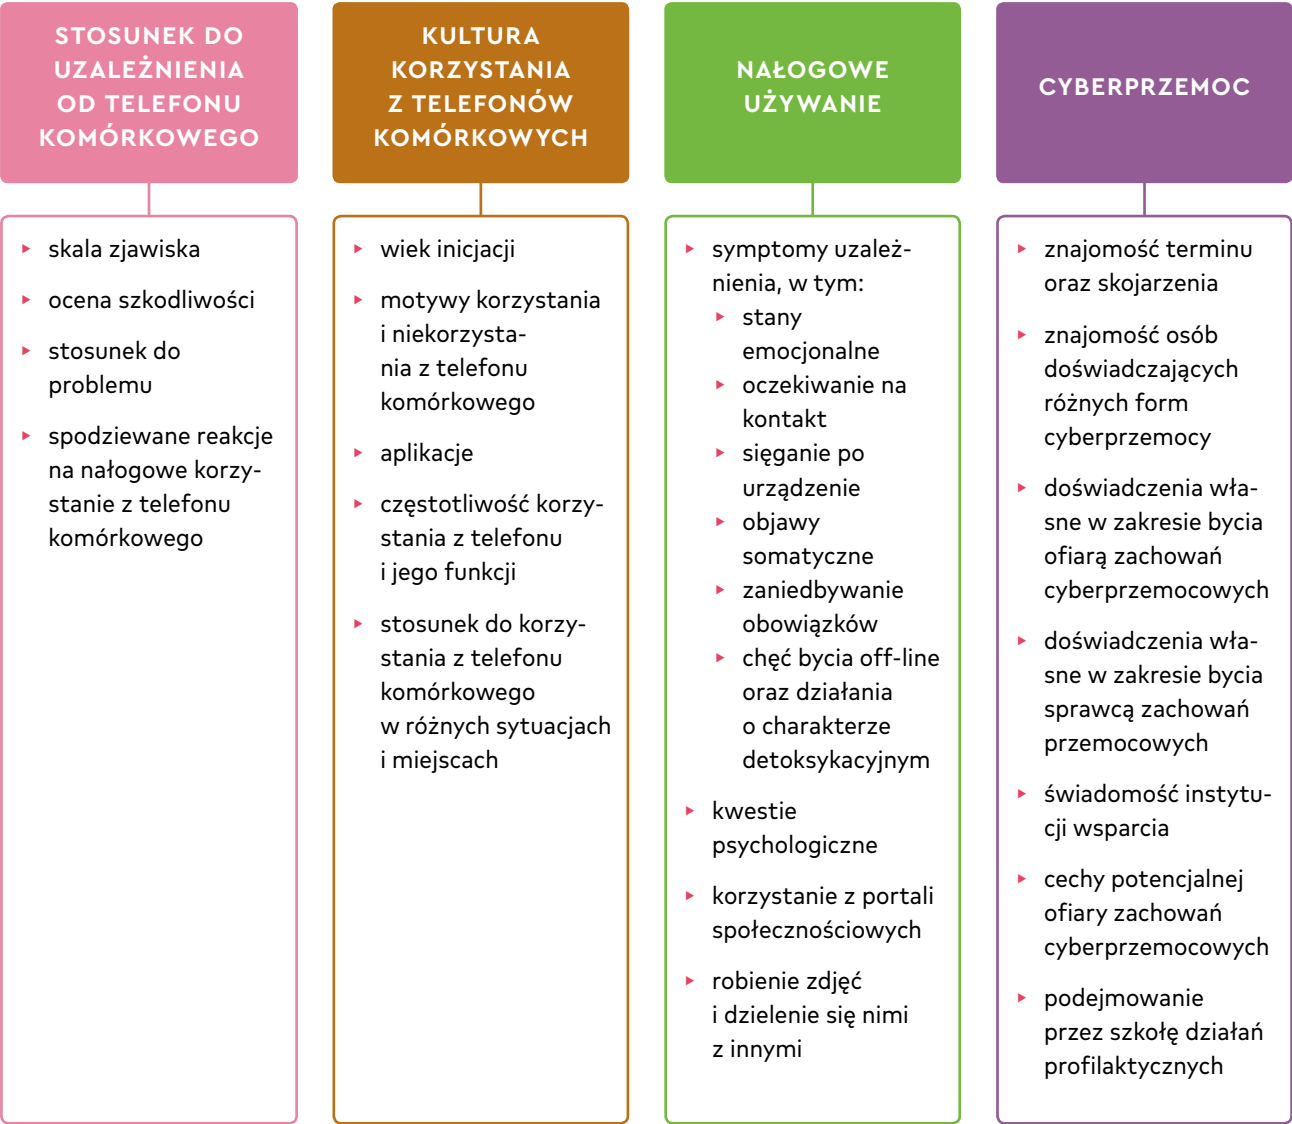 STOSUNEK DO
UZALEŻNIENIA
OD TELEFONU
KOMÓRKOWEGO
▸ skala zjawiska
▸ ocena szkodliwości
▸ stosunek do
problemu
▸ spodziewane reakcje
na nałogowe korzy-
stanie z telefonu
komórkowego
KULTURA
KORZYSTANIA
Z TELEFONÓW
KOMÓRKOWYCH
▸ wiek inicjacji
▸ motywy korzystania
i niekorzysta-
nia z telefonu
komórkowego
▸ aplikacje
▸ częstotliwość korzy-
stania z telefonu
i jego funkcji
▸ stosunek do korzy-
stania z telefonu
komórkowego
w różnych sytuacjach
i miejscach
NAŁOGOWE
UŻYWANIE
▸ symptomy uzależ-
nienia, w tym:
▸ stany
emocjonalne
▸ oczekiwanie na
kontakt
▸ sięganie po
urządzenie
▸ objawy
somatyczne
▸ zaniedbywanie
obowiązków
▸ chęć bycia off-line
oraz działania
o charakterze
detoksykacyjnym
▸ kwestie
psychologiczne
▸ korzystanie z portali
społecznościowych
▸ robienie zdjęć
i dzielenie się nimi
z innymi
CYBERPRZEMOC
▸ znajomość terminu
oraz skojarzenia
▸ znajomość osób
doświadczających
różnych form
cyberprzemocy
▸ doświadczenia wła-
sne w zakresie bycia
ofiarą zachowań
cyberprzemocowych
▸ doświadczenia wła-
sne w zakresie bycia
sprawcą zachowań
przemocowych
▸ świadomość instytu-
cji wsparcia
▸ cechy potencjalnej
ofiary zachowań
cyberprzemocowych
▸ podejmowanie
przez szkołę działań
profilaktycznych